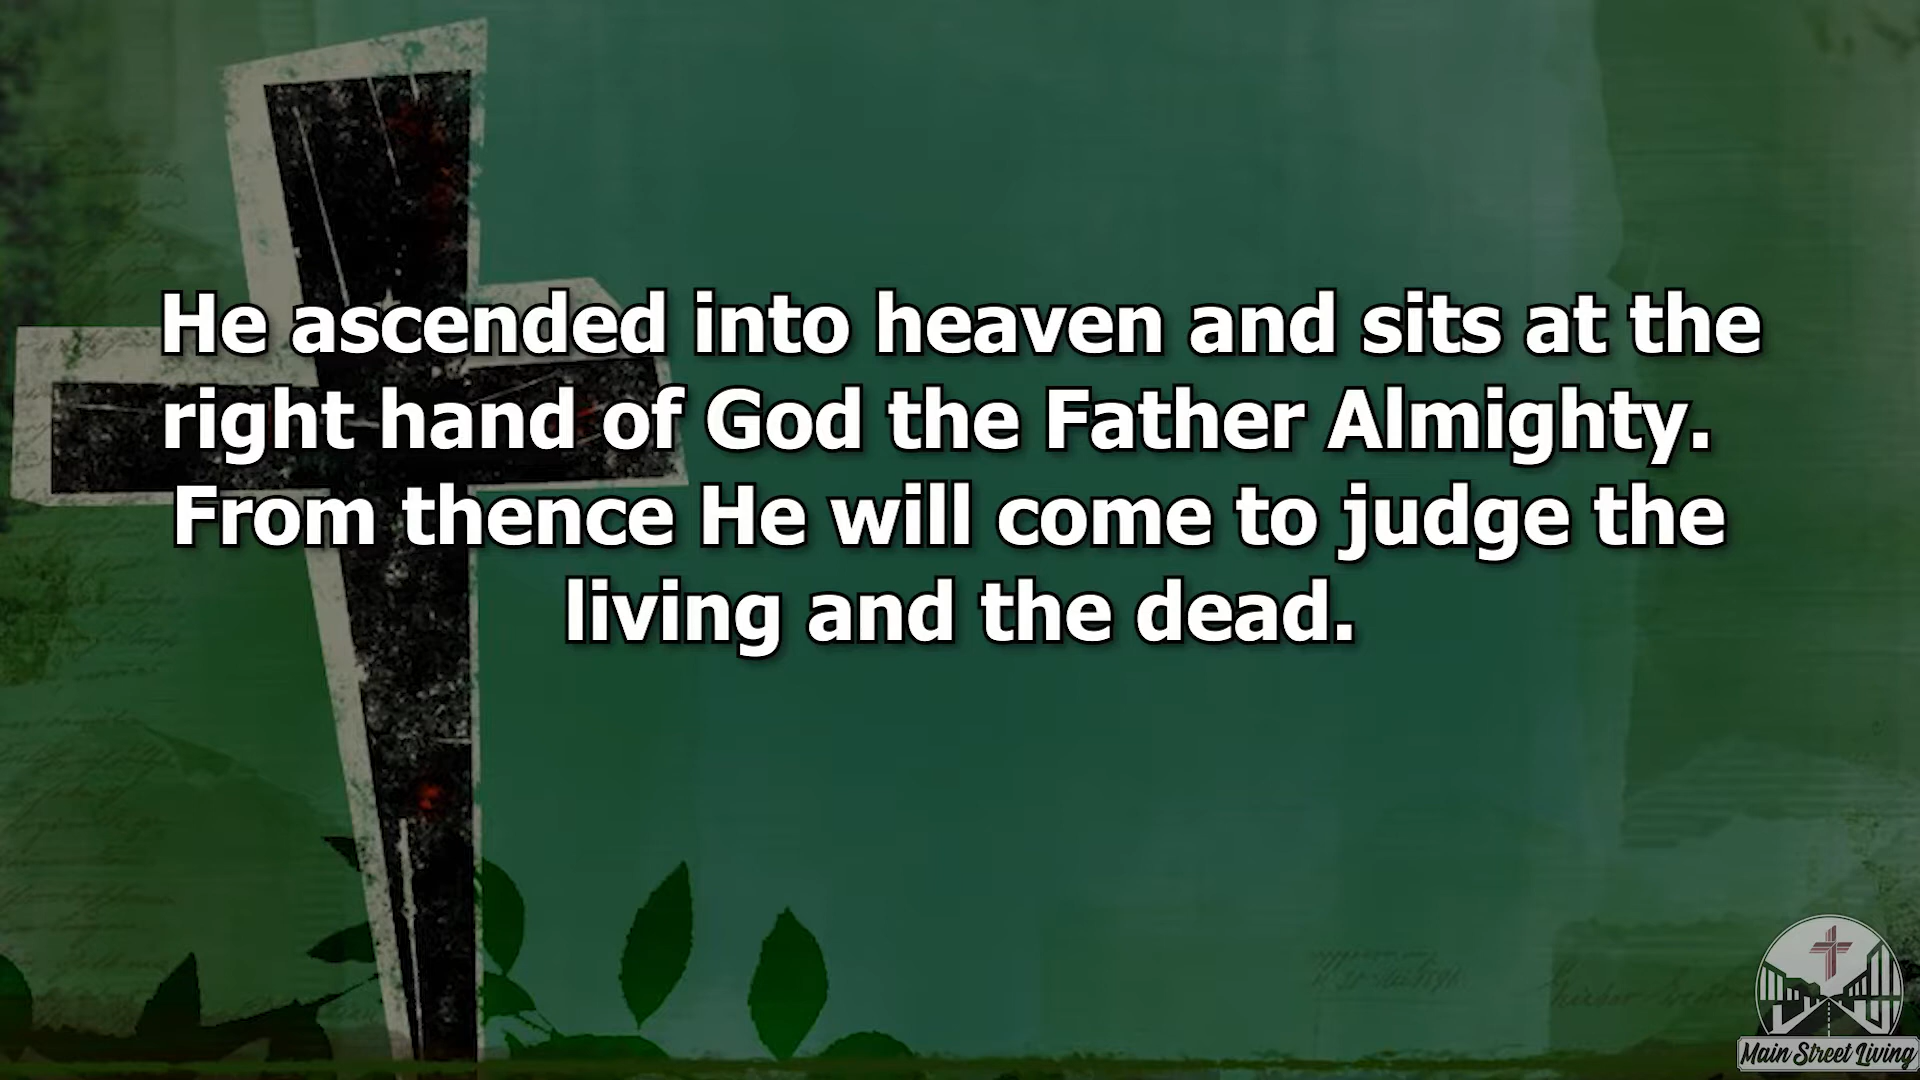 He ascended into heaven and sits at the
right hand of God the Father Almighty.
From thence He will come to judge the
living and the dead.
Main Street Living